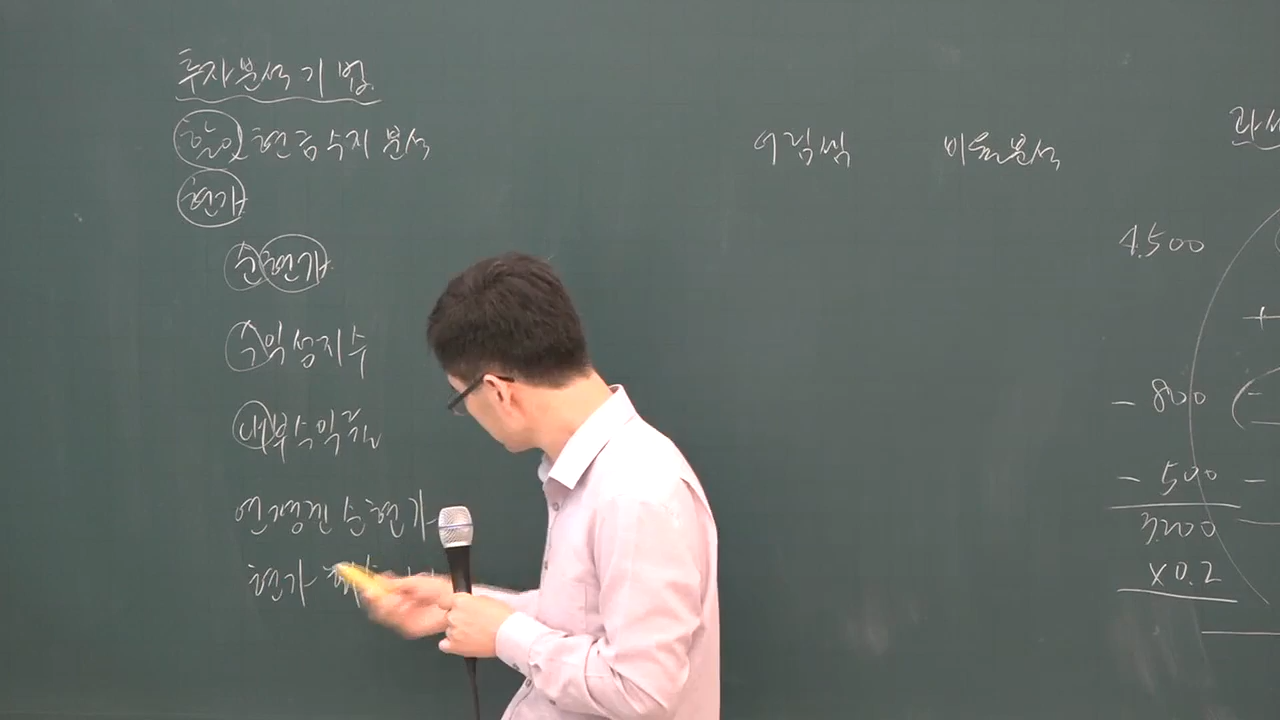 투자분석기법
할인현금수지분석
현가
순현가
수익성지수
내부수익률
연평균순현가
현가
어림셈
비율분석
4,500
- 800
- 500
3,200
x 0.2